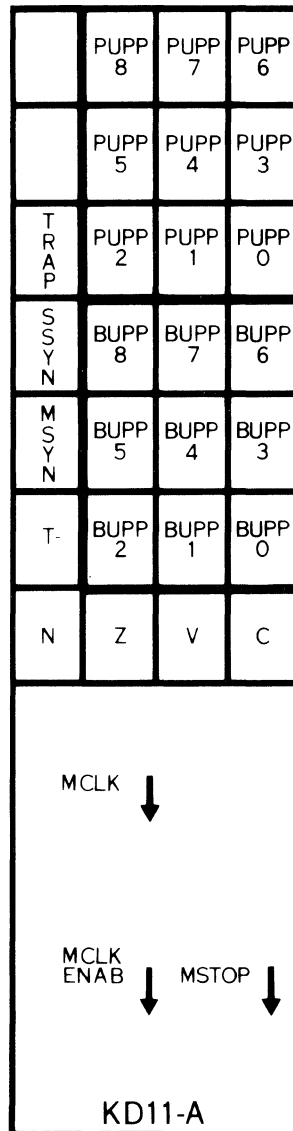 PUPP 8
PUPP 7
PUPP 6
PUPP 5
PUPP 4
PUPP 3
TRAP
PUPP 2
PUPP 1
PUPP 0
SSYN
BUPP 8
BUPP 7
BUPP 6
MSYN
BUPP 5
BUPP 4
BUPP 3
T-
BUPP 2
BUPP 1
BUPP 0
N
Z
V
C
MCLK
MCLK
ENAB
MSTOP
KD11-A